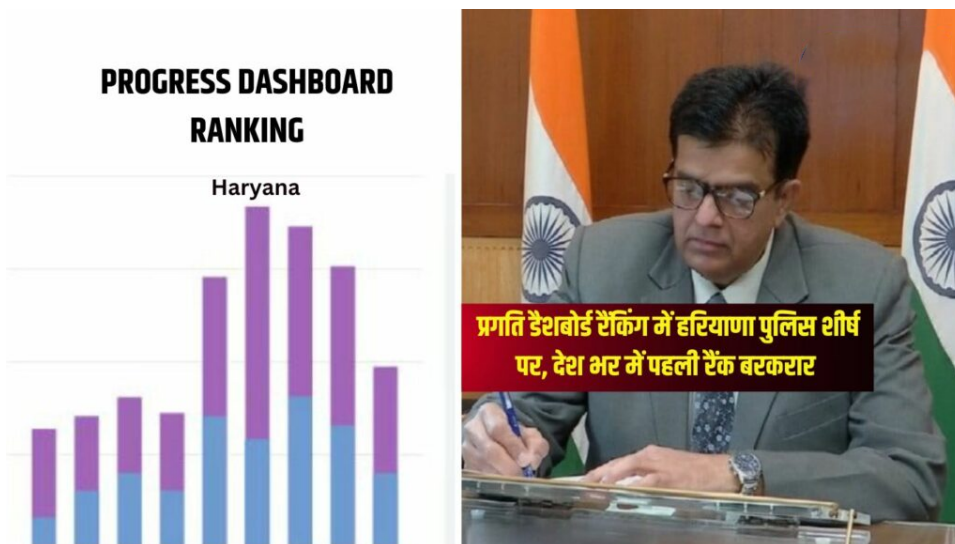 PROGRESS DASHBOARD
RANKING
Haryana
प्रगति डैशबोर्ड रैंकिंग में हरियाणा पुलिस शीर्ष
पर, देश भर में पहली रैंक बरकरार